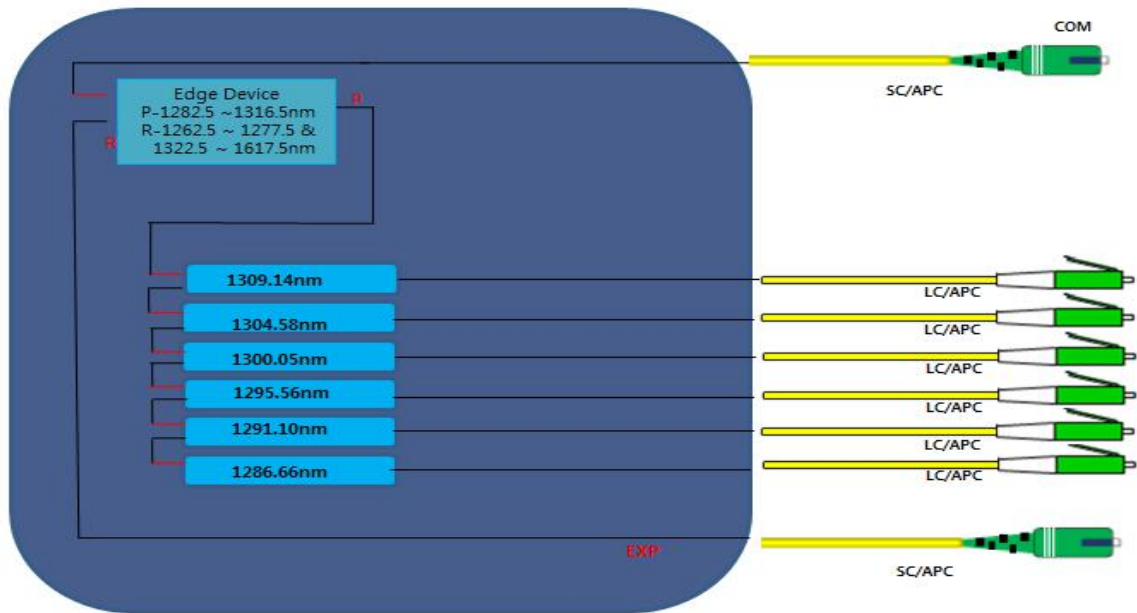 COM
SC/APC
Edge Device
P-1282.5 ~1316.5nm
R-1262.5 ~ 1277.5 &
1322.5 ~ 1617.5nm
R
R
1309.14nm
LC/APC
1304.58nm
LC/APC
1300.05nm
LC/APC
1295.56nm
LC/APC
1291.10nm
LC/APC
1286.66nm
LC/APC
EXP
SC/APC